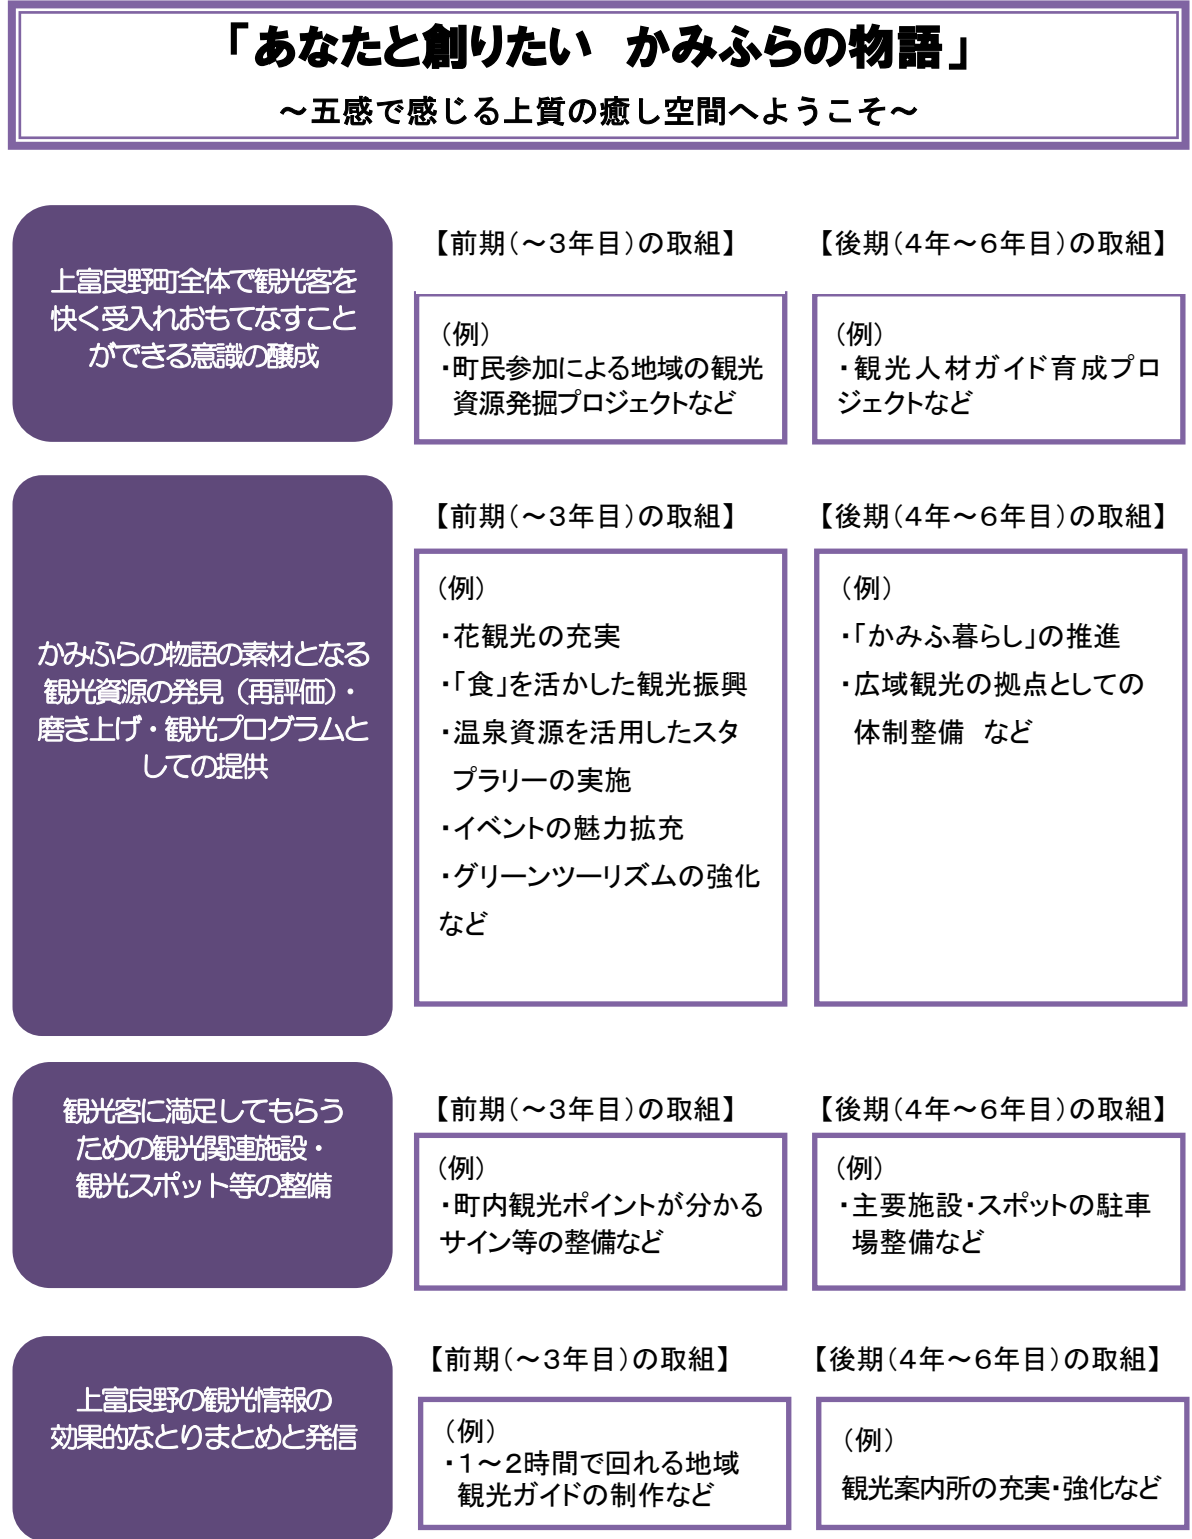 「あなたと創りたい　かみふらの物語」
～五感で感じる上質の癒し空間へようこそ～
上富良野町全体で観光客を
快く受入れおもてなすこと
ができる意識の醸成
【前期（～３年目）の取組】
（例）
・町民参加による地域の観光
資源発掘プロジェクトなど
【後期（４年～６年目）の取組】
（例）
・観光人材ガイド育成プロ
ジェクトなど
かみふらの物語の素材となる
観光資源の発見（再評価）・
磨き上げ・観光プログラムと
しての提供
【前期（～３年目）の取組】
（例）
・花観光の充実
・「食」を活かした観光振興
・温泉資源を活用したスタ
プラリーの実施
・イベントの魅力拡充
・グリーンツーリズムの強化
など
【後期（４年～６年目）の取組】
（例）
・「かみふ暮らし」の推進
・広域観光の拠点としての
体制整備　など
観光客に満足してもらう
ための観光関連施設・
観光スポット等の整備
【前期（～３年目）の取組】
（例）
・町内観光ポイントが分かる
サイン等の整備など
【後期（４年～６年目）の取組】
（例）
・主要施設・スポットの駐車
場整備など
上富良野の観光情報の
効果的なとりまとめと発信
【前期（～３年目）の取組】
（例）
・１～２時間で回れる地域
観光ガイドの制作など
【後期（４年～６年目）の取組】
（例）
観光案内所の充実・強化など